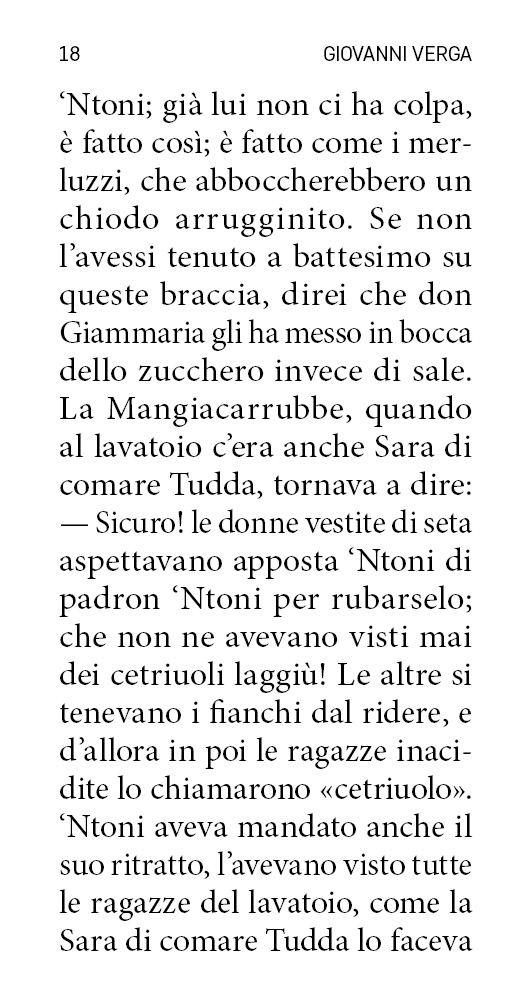 18 GIOVANNI VERGA
‘Ntoni; già lui non ci ha colpa,
è fatto così; è fatto come i mer-
luzzi, che abboccherebbero un
chiodo arrugginito. Se non
l’avessi tenuto a battesimo su
queste braccia, direi che don
Giammaria gli ha messo in bocca
dello zucchero invece di sale.
La Mangiacarrubbe, quando
al lavatoio c’era anche Sara di
comare Tudda, tornava a dire:
— Sicuro! le donne vestite di seta
aspettavano apposta ‘Ntoni di
padron ‘Ntoni per rubarselo;
che non ne avevano visti mai
dei cetriuoli laggiù! Le altre si
tenevano i fianchi dal ridere, e
d’allora in poi le ragazze inaci-
dite lo chiamarono «cetriuolo».
‘Ntoni aveva mandato anche il
suo ritratto, l’avevano visto tutte
le ragazze del lavatoio, come la
Sara di comare Tudda lo faceva